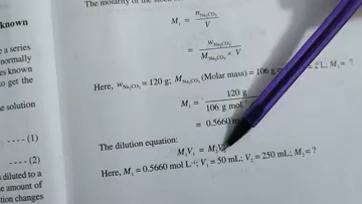 The molarity of the
M₁ = n_Na₂CO₃ / V
= w_Na₂CO₃ / M_Na₂CO₃ × V
Here, w_Na₂CO₃ = 120 g; M_Na₂CO₃ (Molar mass) = 106 g L. M₁ = ?
M₁ = 120 g / 106 g mol
= 0.5660 m
The dilution equation:
M₁V₁ = M₂V
Here, M₁ = 0.5660 mol L⁻¹; V₁ = 50 mL; V₂ = 250 mL; M₂ = ?
known
a series
normally
es known
to get the
e solution
---- (1)
---- (2)
diluted to a
e amount of
tion changes